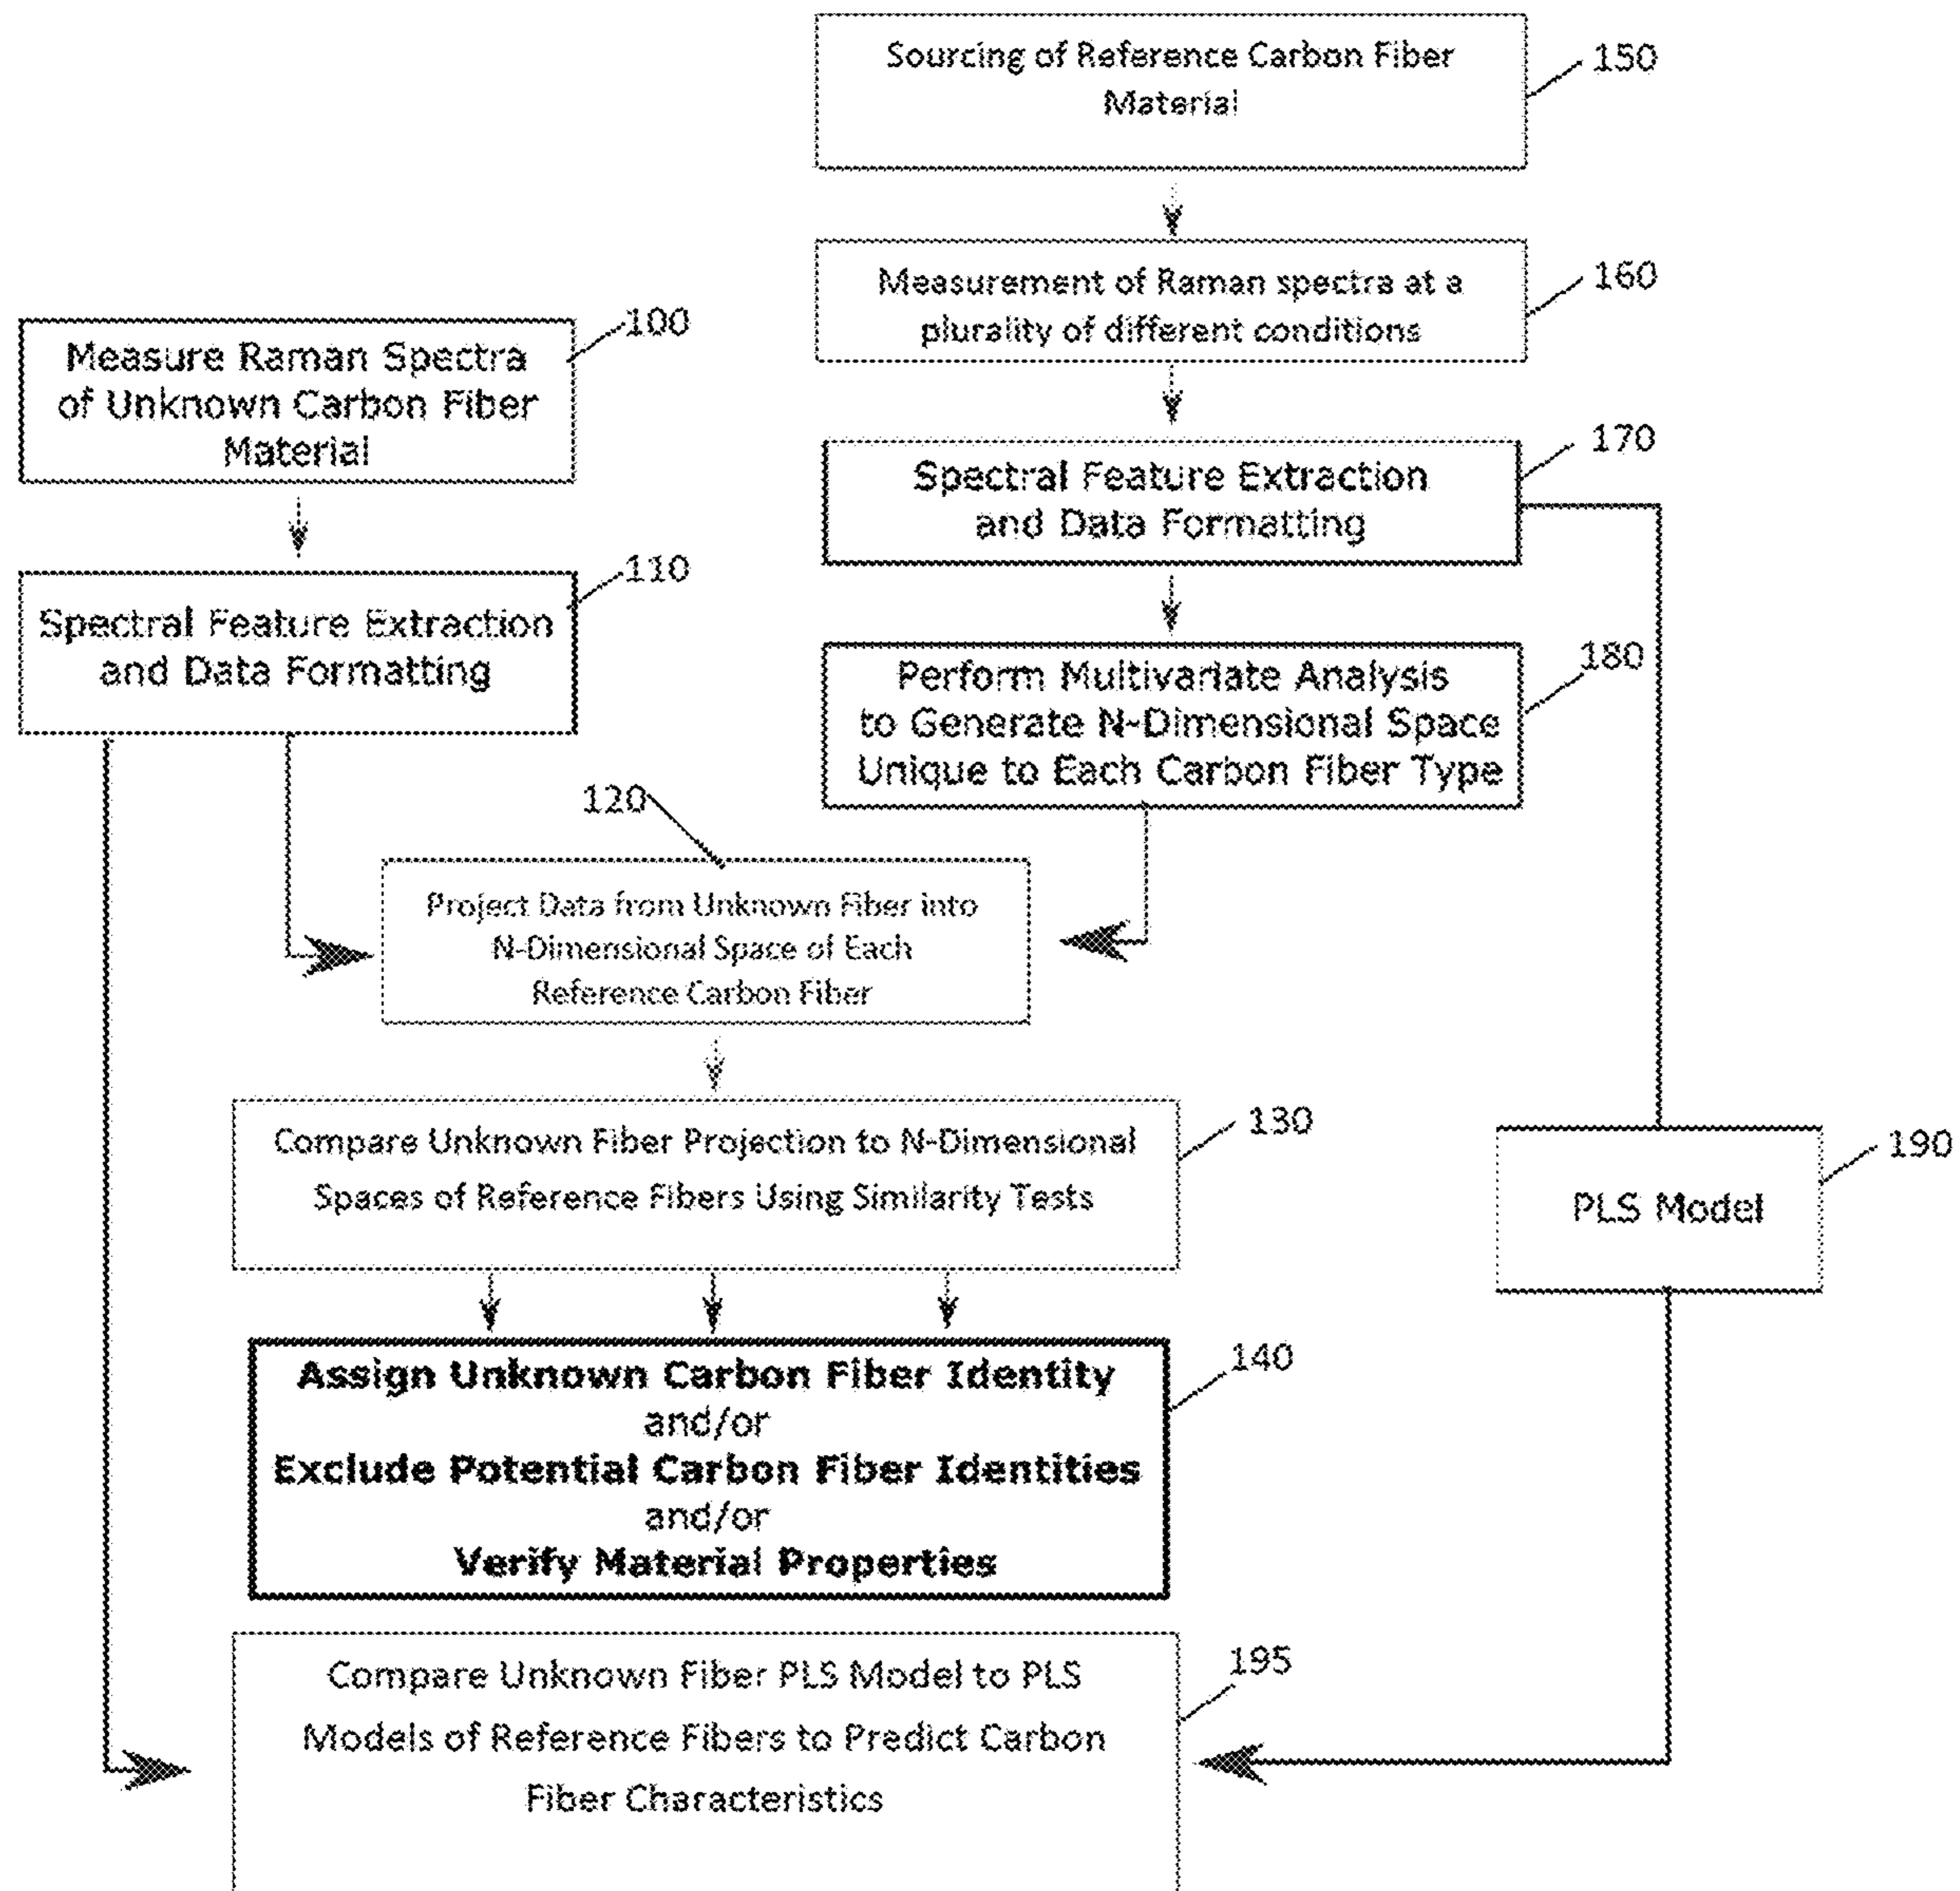 Sourcing of Reference Carbon Fiber
Material
150
Measurement of Raman spectra at a
plurality of different conditions
160
Measure Raman Spectra
of Unknown Carbon Fiber
Material
100
Spectral Feature Extraction
and Data Formatting
170
Spectral Feature Extraction
and Data Formatting
110
Perform Multivariate Analysis
to Generate N-Dimensional Space
Unique to Each Carbon Fiber Type
180
120
Project Data from Unknown Fiber into
N-Dimensional Space of Each
Reference Carbon Fiber
Compare Unknown Fiber Projection to N-Dimensional
Spaces of Reference Fibers Using Similarity Tests
130
PLS Model
190
Assign Unknown Carbon Fiber Identity
and/or
Exclude Potential Carbon Fiber Identities
and/or
Verify Material Properties
140
Compare Unknown Fiber PLS Model to PLS
Models of Reference Fibers to Predict Carbon
Fiber Characteristics
195